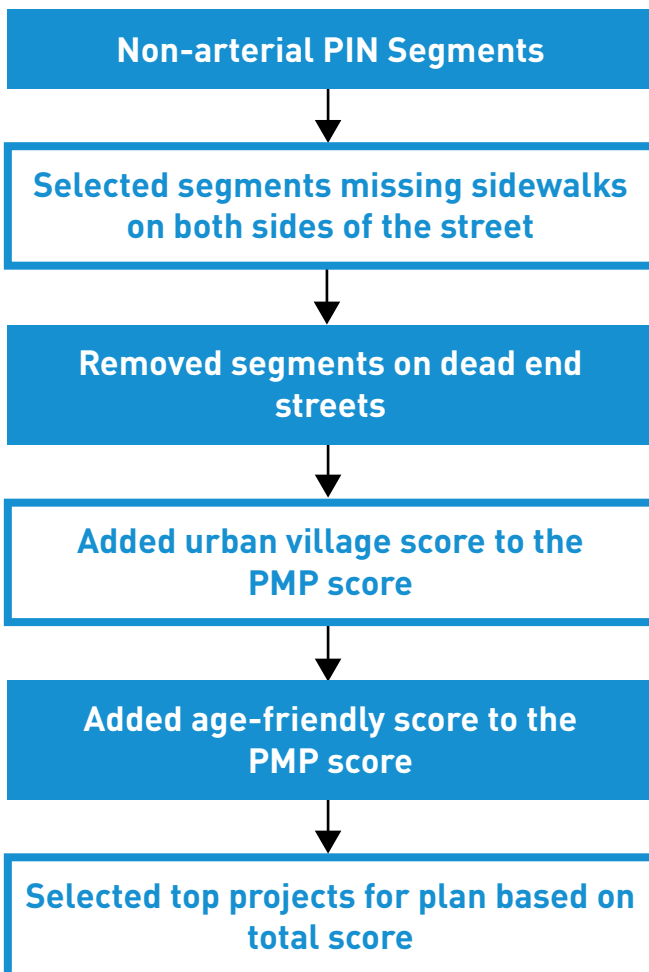 Non-arterial PIN Segments
Selected segments missing sidewalks
on both sides of the street
Removed segments on dead end
streets
Added urban village score to the
PMP score
Added age-friendly score to the
PMP score
Selected top projects for plan based on
total score